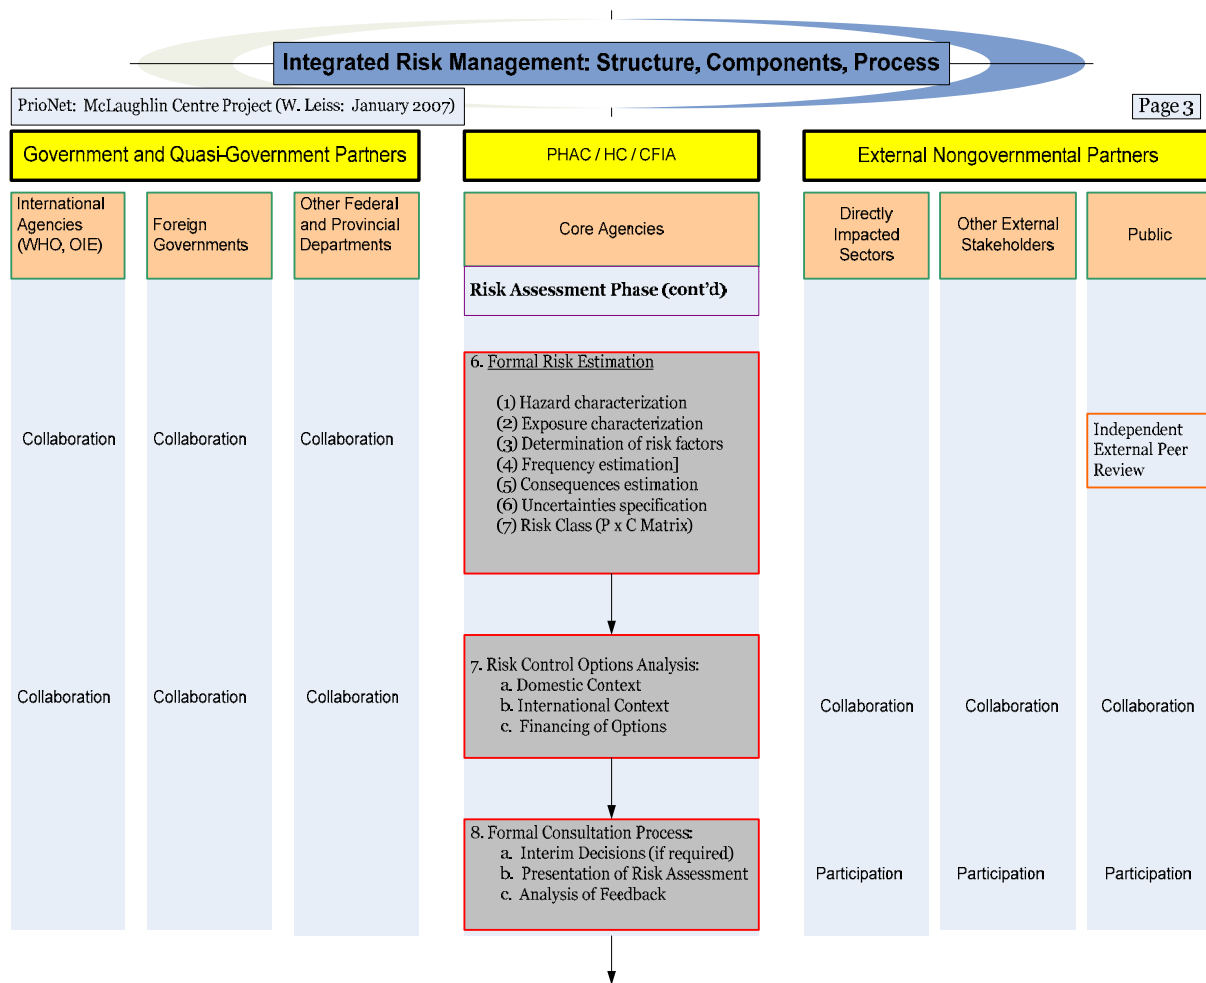 Integrated Risk Management: Structure, Components, Process
PrioNet: McLaughlin Centre Project (W. Leiss: January 2007)
Page 3
Government and Quasi-Government Partners
PHAC / HC / CFIA
External Nongovernmental Partners
International
Agencies
(WHO, OIE)
Foreign
Governments
Other Federal
and Provincial
Departments
Core Agencies
Directly
Impacted
Sectors
Other External
Stakeholders
Public
Risk Assessment Phase (cont'd)
6. Formal Risk Estimation
(1) Hazard characterization
(2) Exposure characterization
(3) Determination of risk factors
(4) Frequency estimation]
(5) Consequences estimation
(6) Uncertainties specification
(7) Risk Class (P x C Matrix)
Collaboration
Collaboration
Collaboration
Independent
External Peer
Review
7. Risk Control Options Analysis:
a. Domestic Context
b. International Context
c. Financing of Options
Collaboration
Collaboration
Collaboration
Collaboration
Collaboration
Collaboration
8. Formal Consultation Process:
a. Interim Decisions (if required)
b. Presentation of Risk Assessment
c. Analysis of Feedback
Participation
Participation
Participation